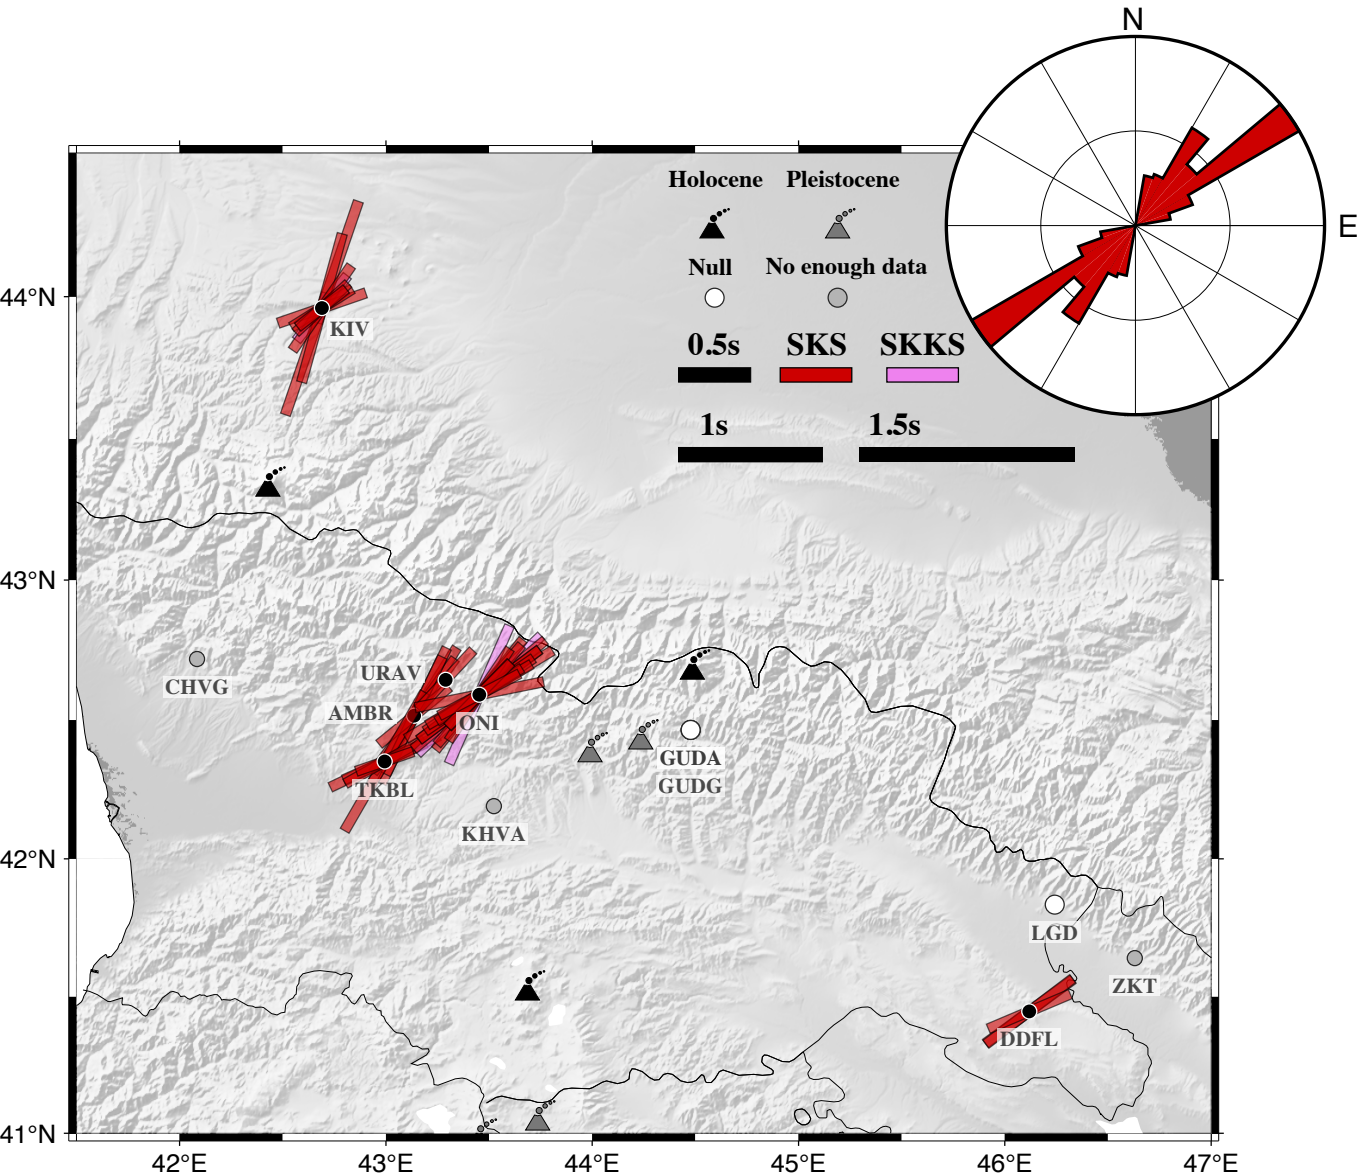 N
E
Holocene Pleistocene
Null No enough data
0.5s SKS SKKS
1s 1.5s
KIV
URAV
CHVG
AMBR
ONI
GUDA
GUDG
TKBL
KHVA
LGD
ZKT
DDFL
44°N
43°N
42°N
41°N
42°E 43°E 44°E 45°E 46°E 47°E